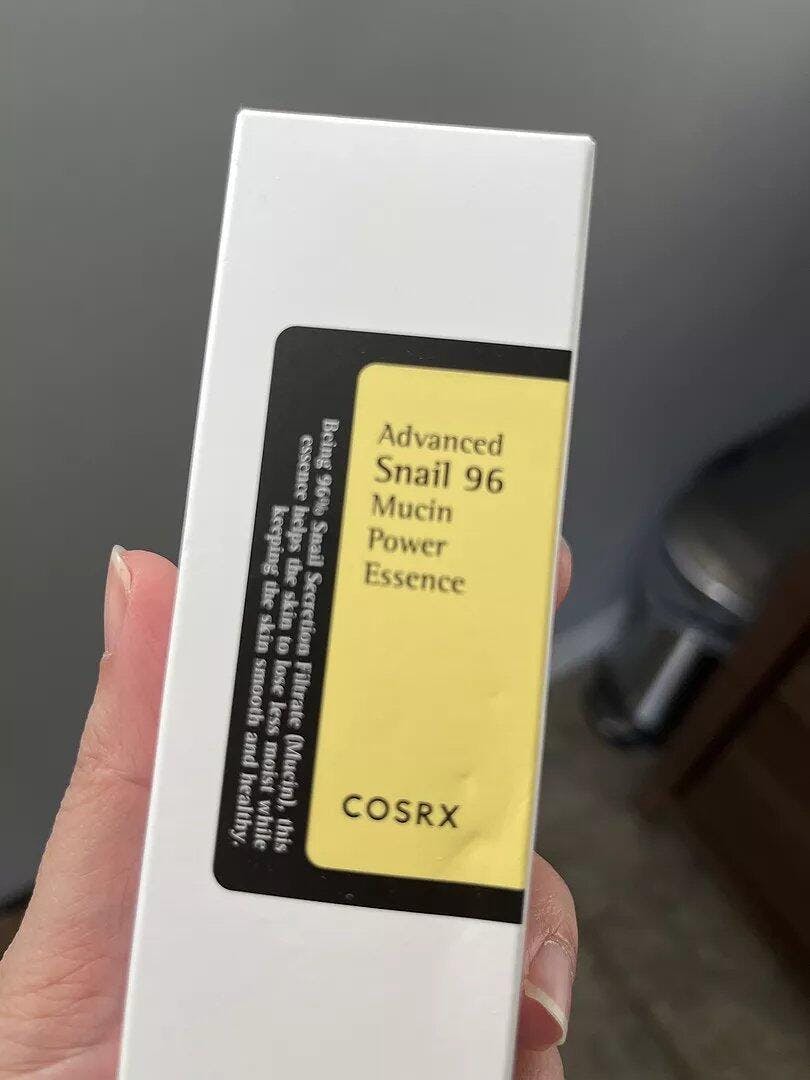 Advanced
Snail 96
Mucin
Power
Essence
COSRX
Being 96% Snail Secretion Filtrate (Mucin), this
essence helps the skin to lose less moist while
keeping the skin smooth and healthy.